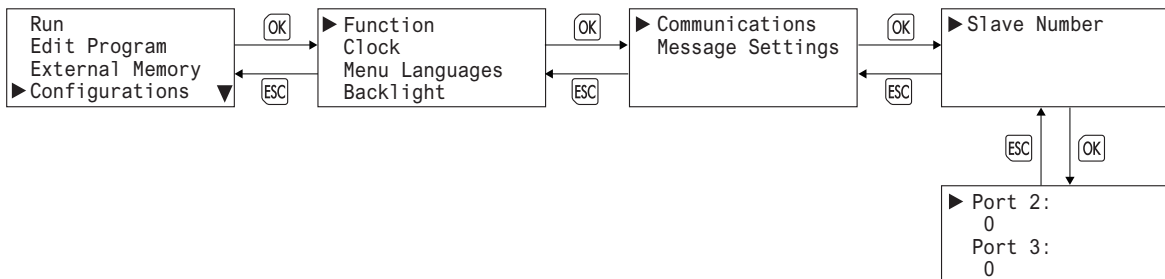 Run
Edit Program
External Memory
▶Configurations ▼
OK
ESC
▶ Function
Clock
Menu Languages
Backlight
OK
ESC
▶ Communications
Message Settings
OK
ESC
▶Slave Number
ESC
OK
▶ Port 2:
0
Port 3:
0